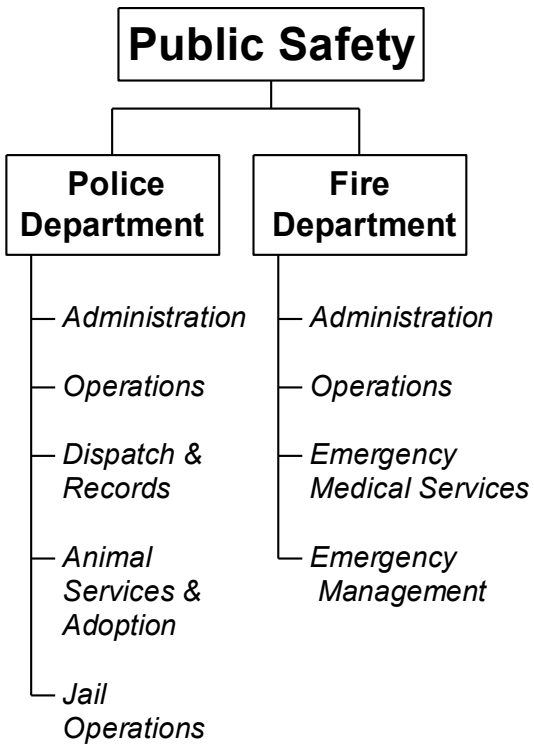 Public Safety
Police
Department
Administration
Operations
Dispatch &
Records
Animal
Services &
Adoption
Jail
Operations
Fire
Department
Administration
Operations
Emergency
Medical Services
Emergency
Management